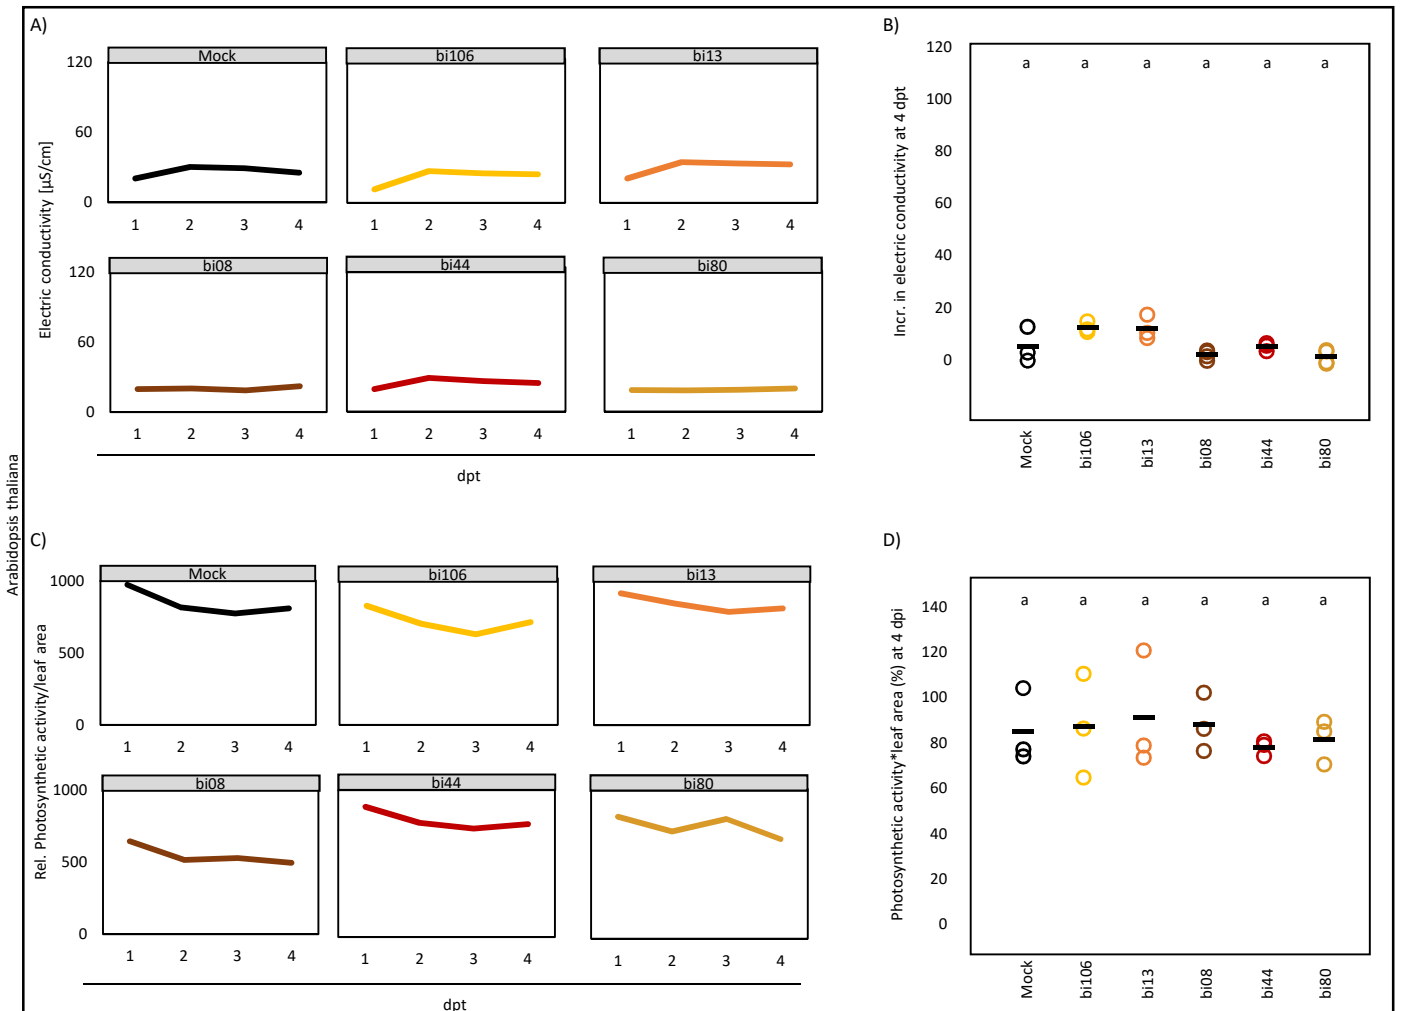 Arabidopsis thaliana
A)
Electric conductivity [µS/cm]
Mock
bi106
bi13
120
60
0
1 2 3 4
1 2 3 4
1 2 3 4
bi08
bi44
bi80
120
60
0
1 2 3 4
1 2 3 4
1 2 3 4
dpt
B)
Incr. in electric conductivity at 4 dpt
120
100
80
60
40
20
0
a a a a a a
Mock
bi106
bi13
bi08
bi44
bi80
C)
Rel. Photosynthetic activity/leaf area
Mock
bi106
bi13
1000
500
0
1 2 3 4
1 2 3 4
1 2 3 4
bi08
bi44
bi80
1000
500
0
1 2 3 4
1 2 3 4
1 2 3 4
dpt
D)
Photosynthetic activity*leaf area (%) at 4 dpi
140
120
100
80
60
40
20
0
a a a a a a
Mock
bi106
bi13
bi08
bi44
bi80